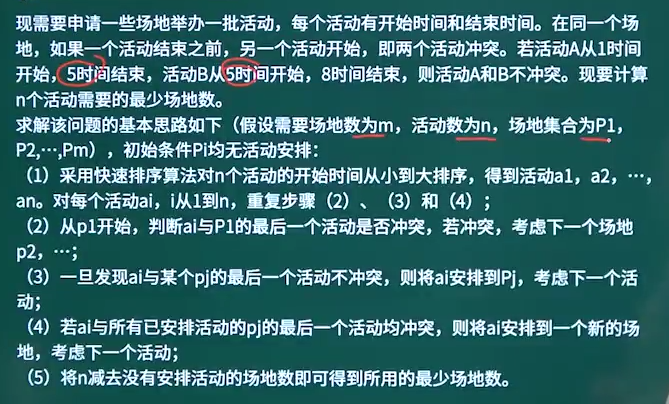 现需要申请一些场地举办一批活动，每个活动有开始时间和结束时间。在同一个场
地，如果一个活动结束之前，另一个活动开始，即两个活动冲突。若活动A从1时间
开始，5时间结束，活动B从5时间开始，8时间结束，则活动A和B不冲突。现要计算
n个活动需要的最少场地数。
求解该问题的基本思路如下（假设需要场地数为m，活动数为n，场地集合为P1，
P2,…,Pm），初始条件Pi均无活动安排：
（1）采用快速排序算法对n个活动的开始时间从小到大排序，得到活动a1，a2，…，
an。对每个活动ai，i从1到n，重复步骤（2）、（3）和（4）；
（2）从p1开始，判断ai与P1的最后一个活动是否冲突，若冲突，考虑下一个场地
p2，…；
（3）一旦发现ai与某个pj的最后一个活动不冲突，则将ai安排到Pj，考虑下一个活
动；
（4）若ai与所有已安排活动的pj的最后一个活动均冲突，则将ai安排到一个新的场
地，考虑下一个活动；
（5）将n减去没有安排活动的场地数即可得到所用的最少场地数。